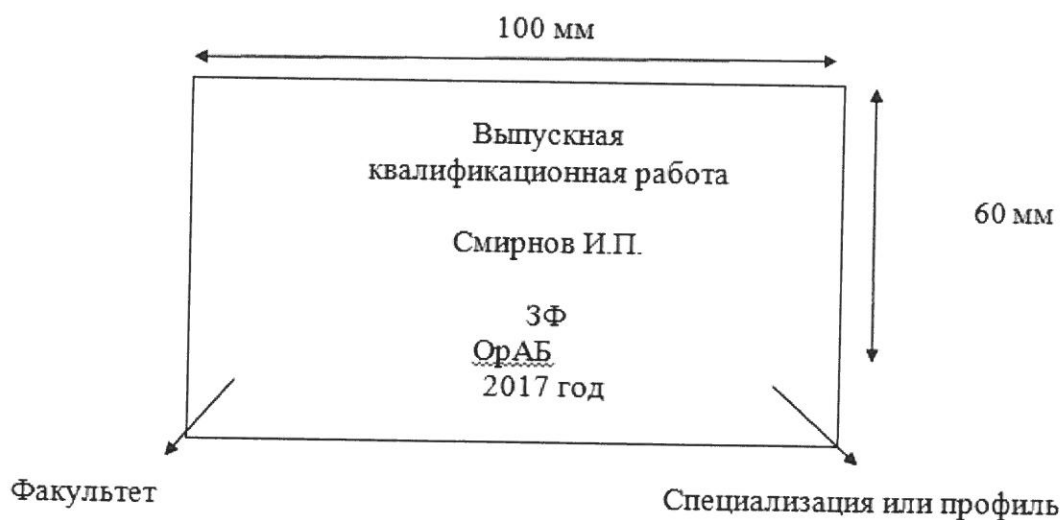 100 мм
Выпускная
квалификационная работа
60 мм
Смирнов И.П.
ЗФ
ОрАБ
2017 год
Факультет
Специализация или профиль